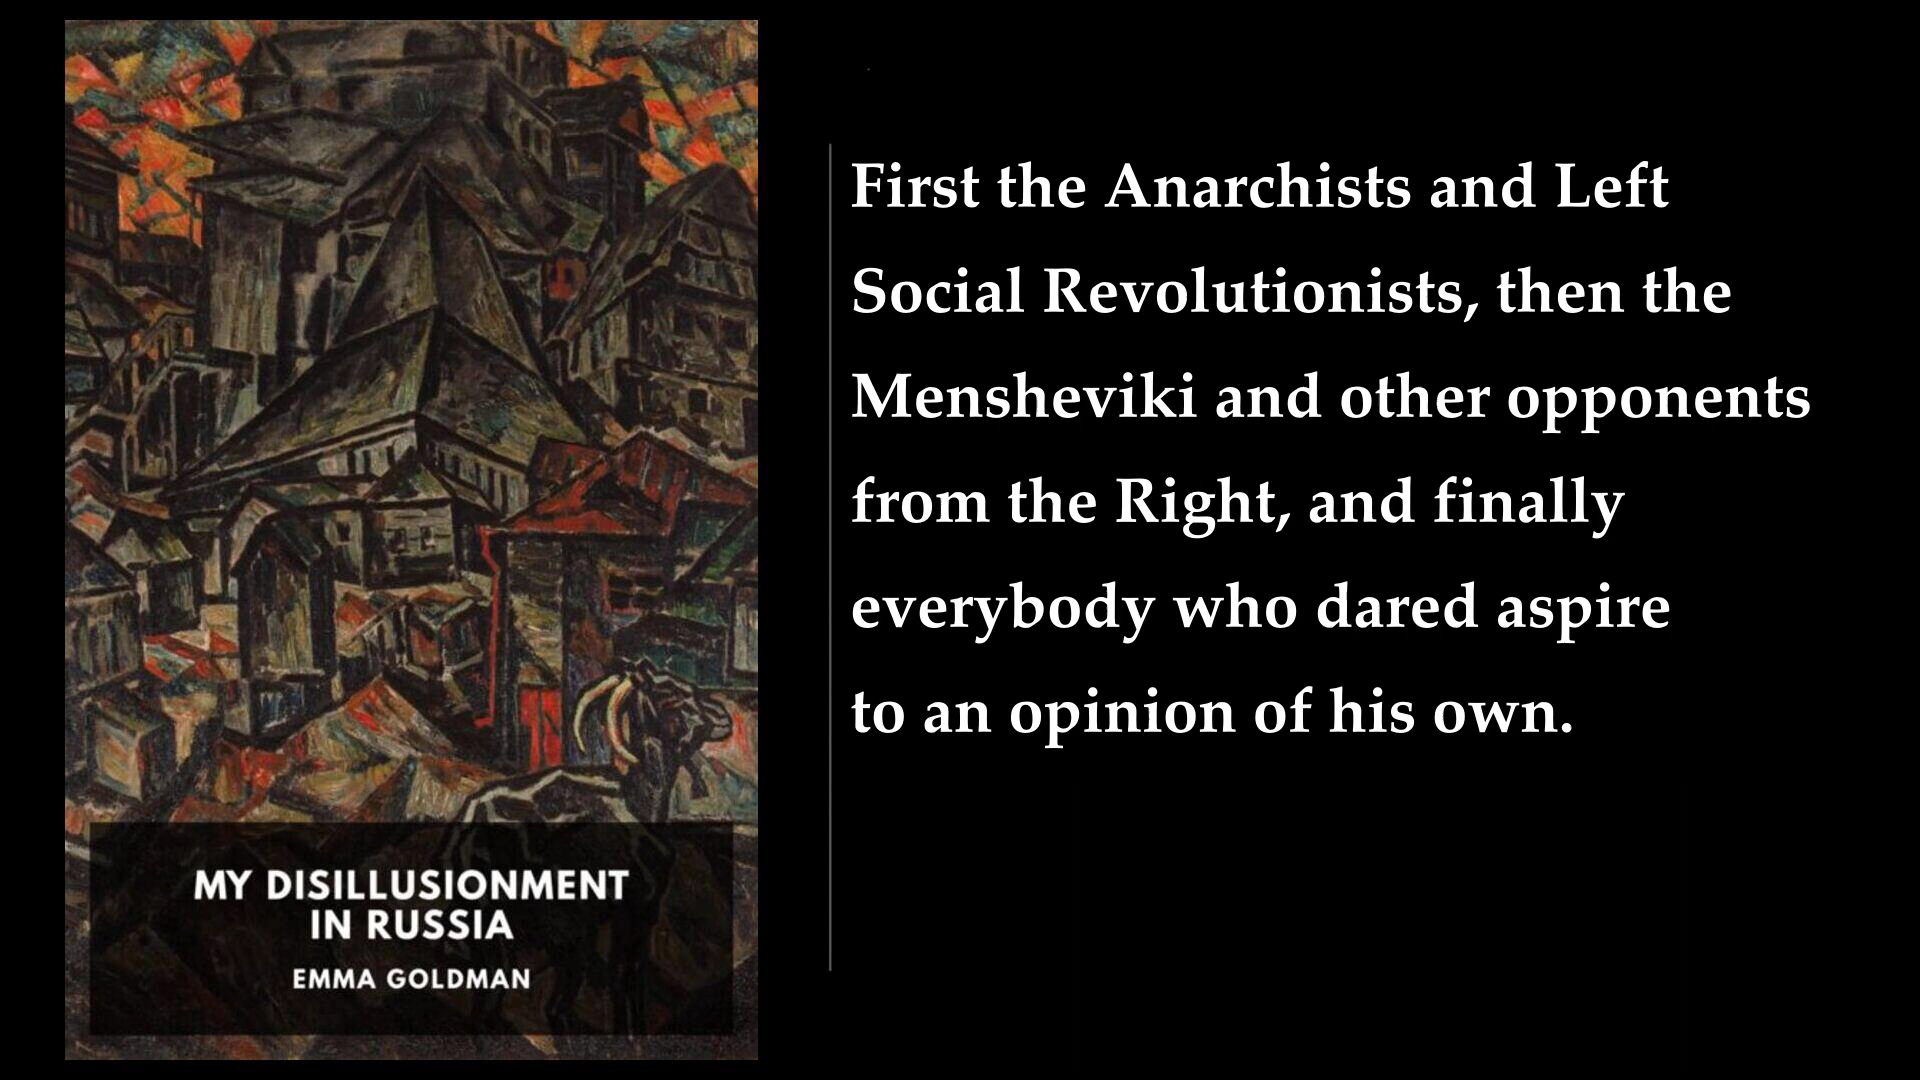 First the Anarchists and Left
Social Revolutionists, then the
Mensheviki and other opponents
from the Right, and finally
everybody who dared aspire
to an opinion of his own.
MY DISILLUSIONMENT
IN RUSSIA
EMMA GOLDMAN